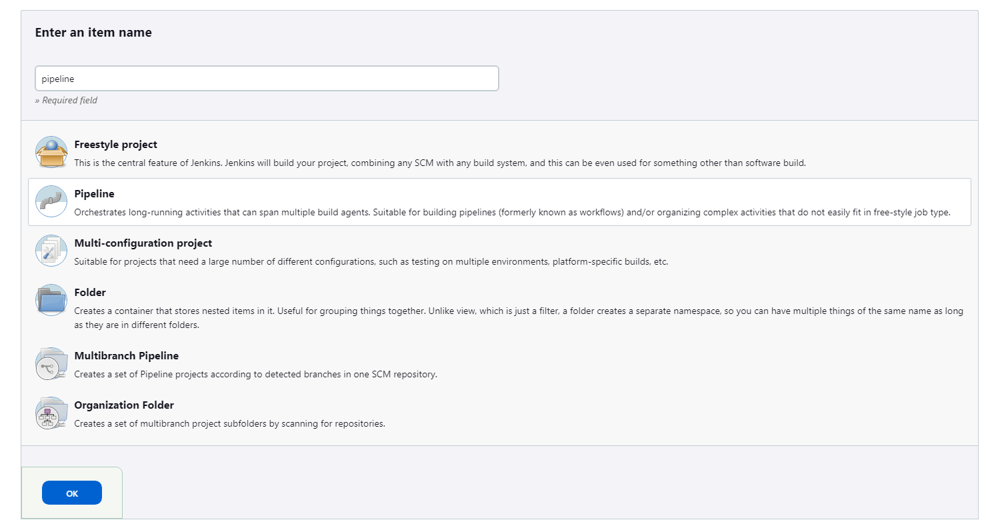 Enter an item name
pipeline
» Required field
Freestyle project
This is the central feature of Jenkins. Jenkins will build your project, combining any SCM with any build system, and this can be even used for something other than software build.
Pipeline
Orchestrates long-running activities that can span multiple build agents. Suitable for building pipelines (formerly known as workflows) and/or organizing complex activities that do not easily fit in free-style job type.
Multi-configuration project
Suitable for projects that need a large number of different configurations, such as testing on multiple environments, platform-specific builds, etc.
Folder
Creates a container that stores nested items in it. Useful for grouping things together. Unlike view, which is just a filter, a folder creates a separate namespace, so you can have multiple things of the same name as long
as they are in different folders.
Multibranch Pipeline
Creates a set of Pipeline projects according to detected branches in one SCM repository.
Organization Folder
Creates a set of multibranch project subfolders by scanning for repositories.
OK